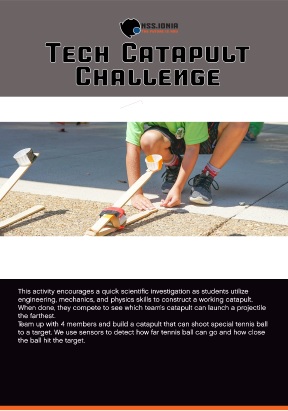 HSS.IONIA
Tech Catapult
Challenge
This activity encourages a quick scientific investigation as students utilize
engineering, mechanics, and physics skills to construct a working catapult.
When done, they compete to see which team's catapult can launch a projectile
the farthest.
Team up with 4 members and build a catapult that can shoot special tennis ball
to a target. We use sensors to detect how far tennis ball can go and how close
the ball hit the target.